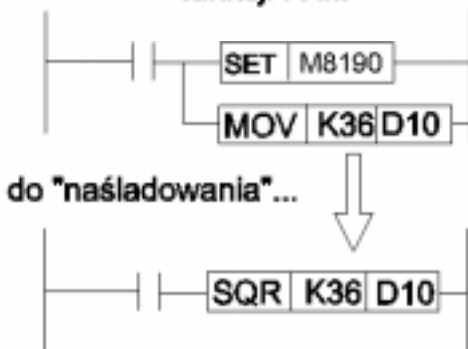 SET M8190
MOV K36 D10
do "naśladowania"...
SQR K36 D10